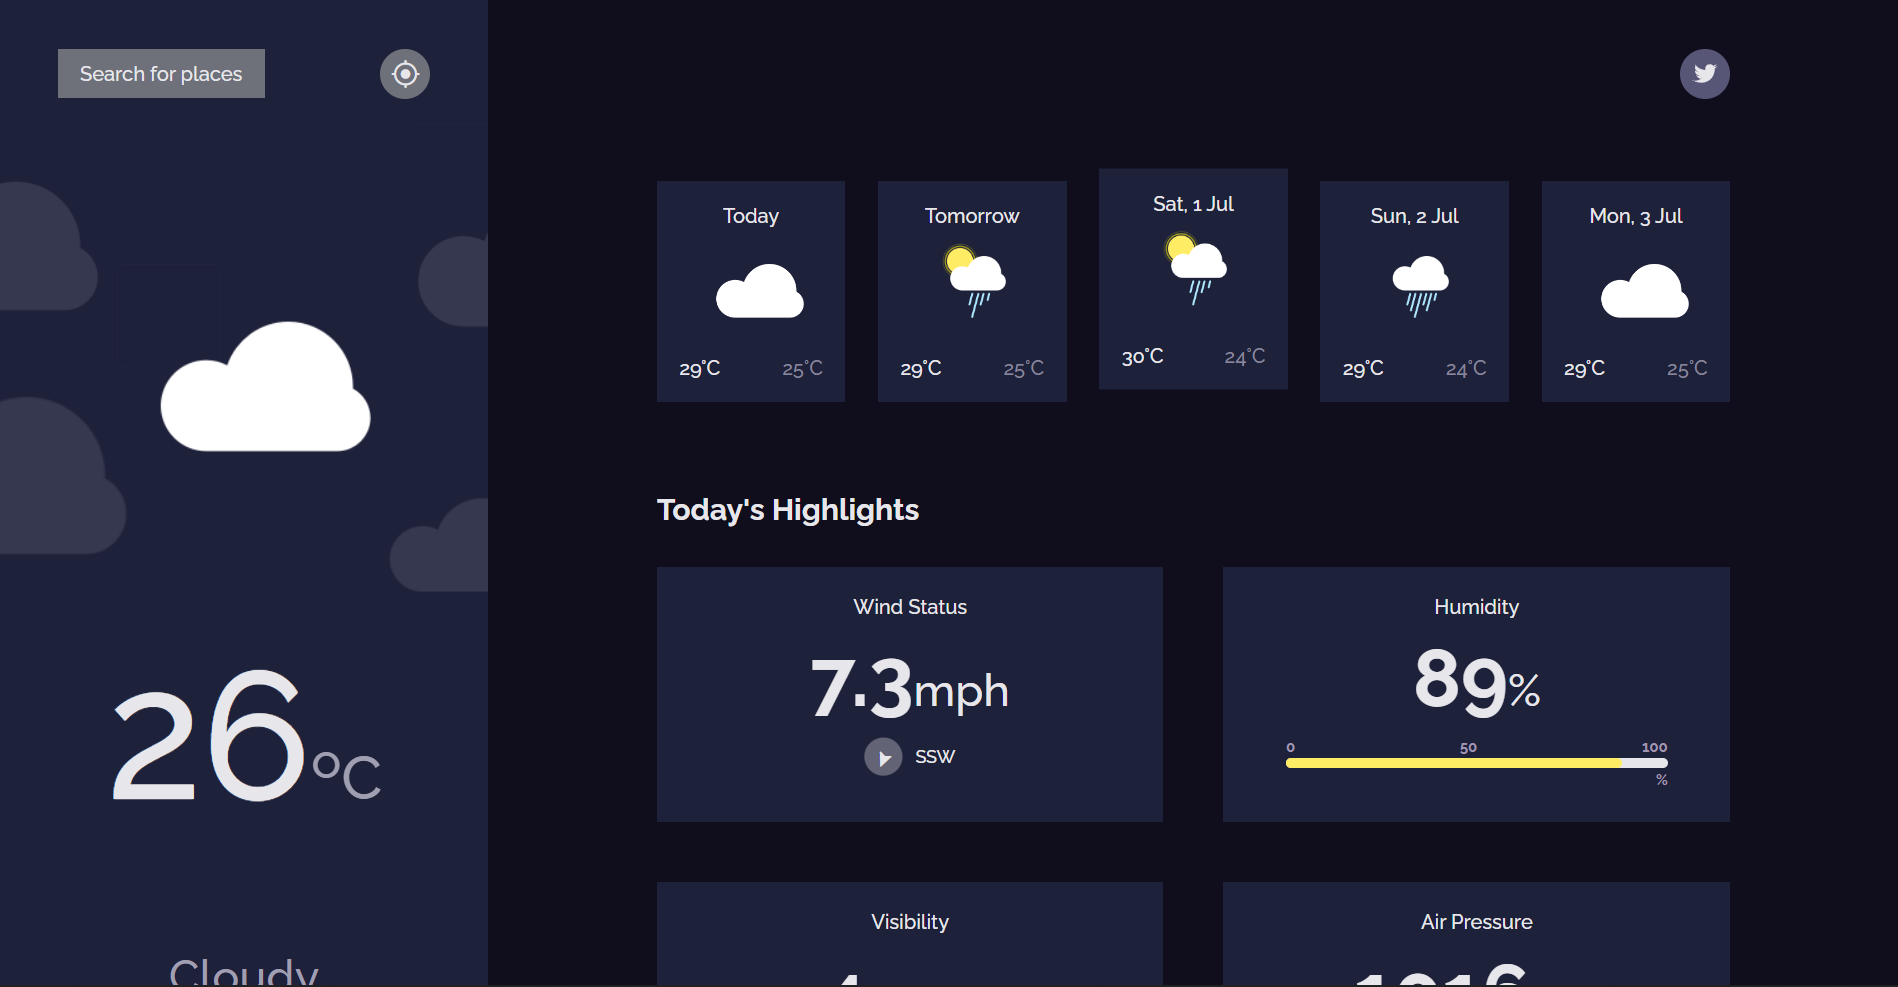 Search for places
26°C
Cloudy
Today
29°C 25°C
Tomorrow
29°C 25°C
Sat, 1 Jul
30°C 24°C
Sun, 2 Jul
29°C 24°C
Mon, 3 Jul
29°C 25°C
Today's Highlights
Wind Status
7.3mph
SSW
Humidity
89%
0 50 100
%
Visibility
Air Pressure